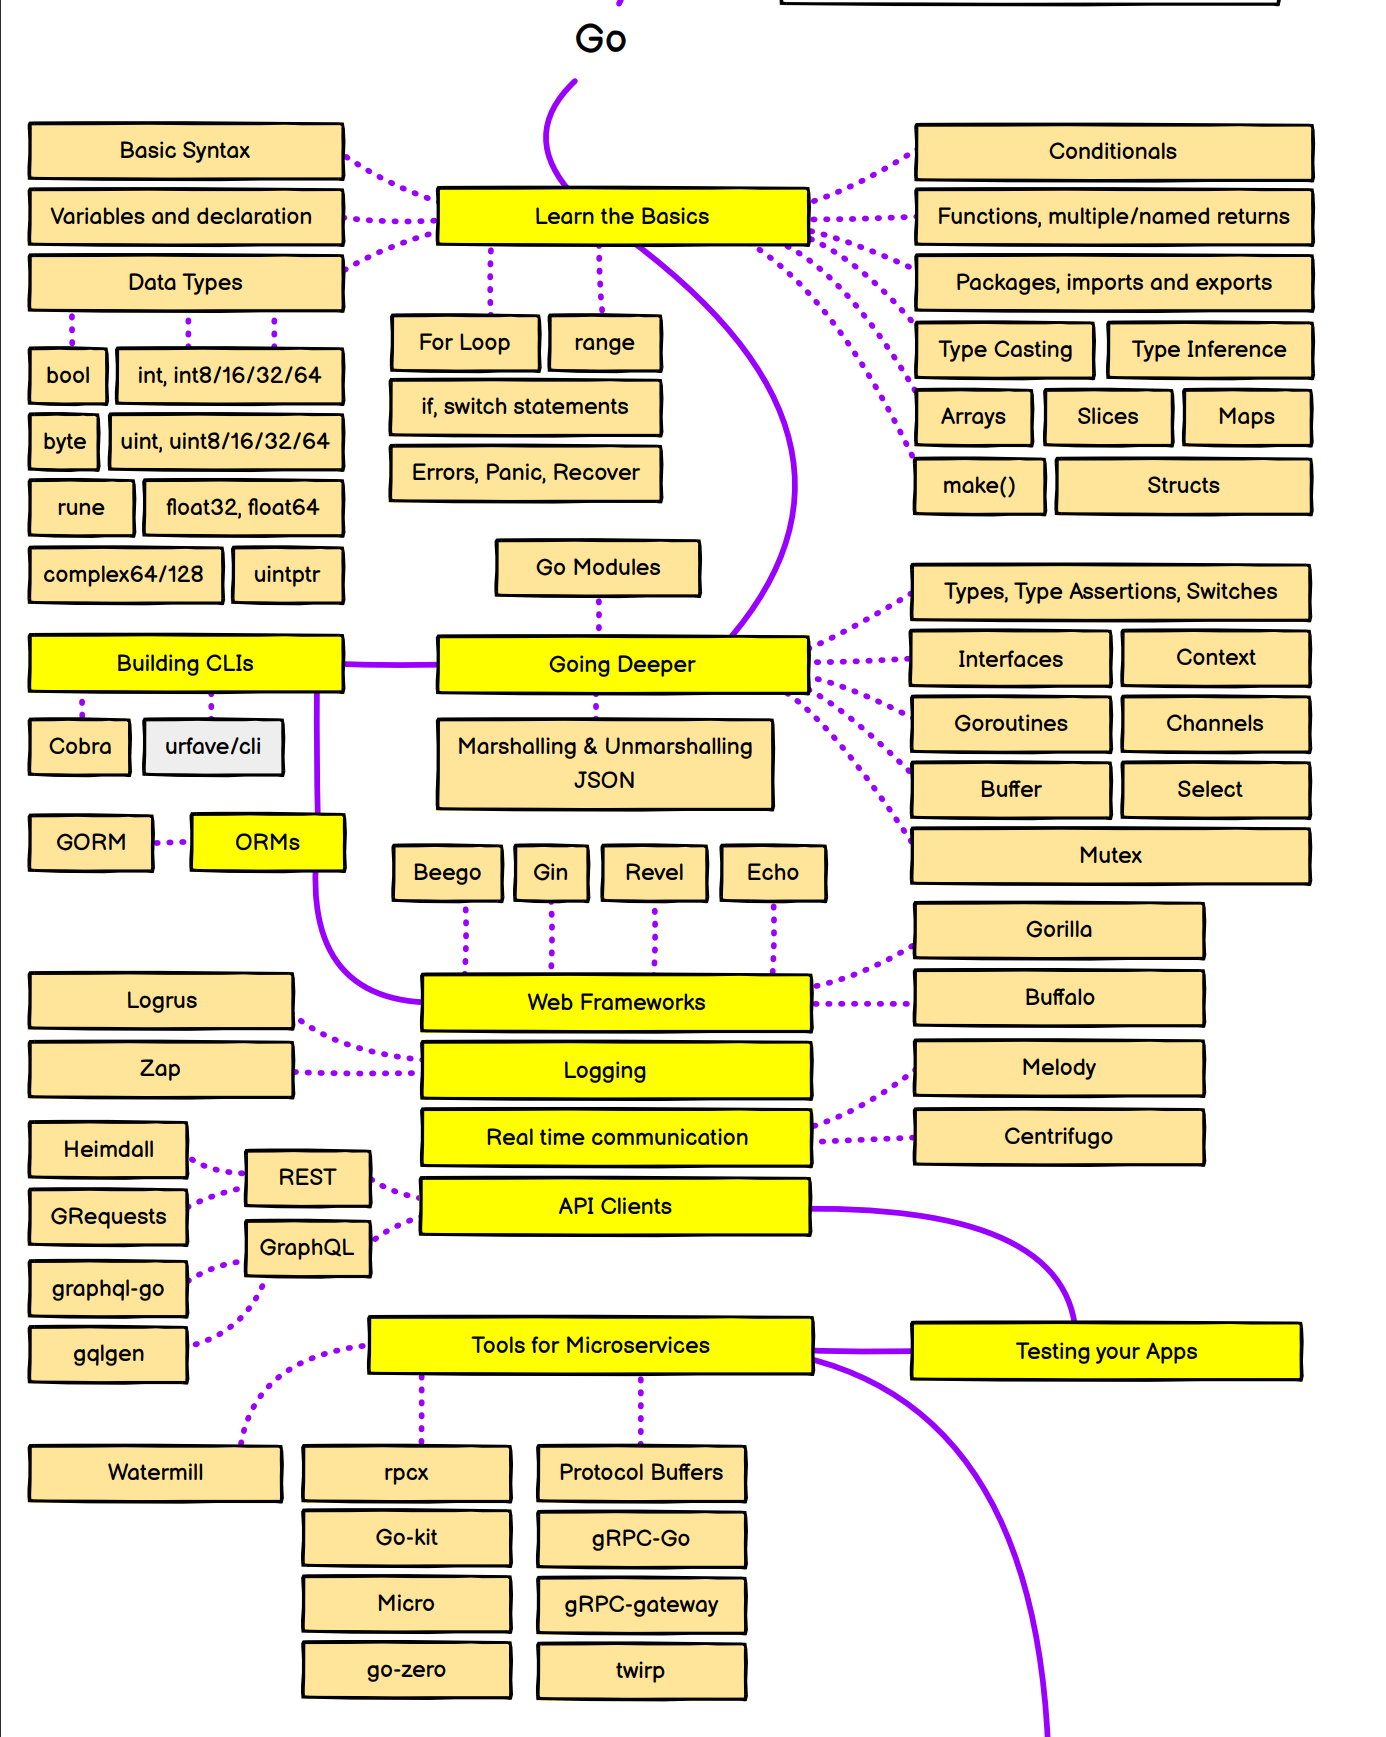 Go
Basic Syntax
Variables and declaration
Data Types
bool
int, int8/16/32/64
byte
uint, uint8/16/32/64
rune
float32, float64
complex64/128
uintptr
Learn the Basics
For Loop
range
if, switch statements
Errors, Panic, Recover
Conditionals
Functions, multiple/named returns
Packages, imports and exports
Type Casting
Type Inference
Arrays
Slices
Maps
make()
Structs
Go Modules
Going Deeper
Marshalling & Unmarshalling
JSON
Types, Type Assertions, Switches
Interfaces
Context
Goroutines
Channels
Buffer
Select
Mutex
Building CLIs
Cobra
urfave/cli
GORM
ORMs
Beego
Gin
Revel
Echo
Web Frameworks
Gorilla
Buffalo
Logrus
Zap
Logging
Real time communication
Melody
Centrifugo
Heimdall
GRequests
REST
GraphQL
graphql-go
gqlgen
API Clients
Testing your Apps
Tools for Microservices
Watermill
rpcx
Go-kit
Micro
go-zero
Protocol Buffers
gRPC-Go
gRPC-gateway
twirp